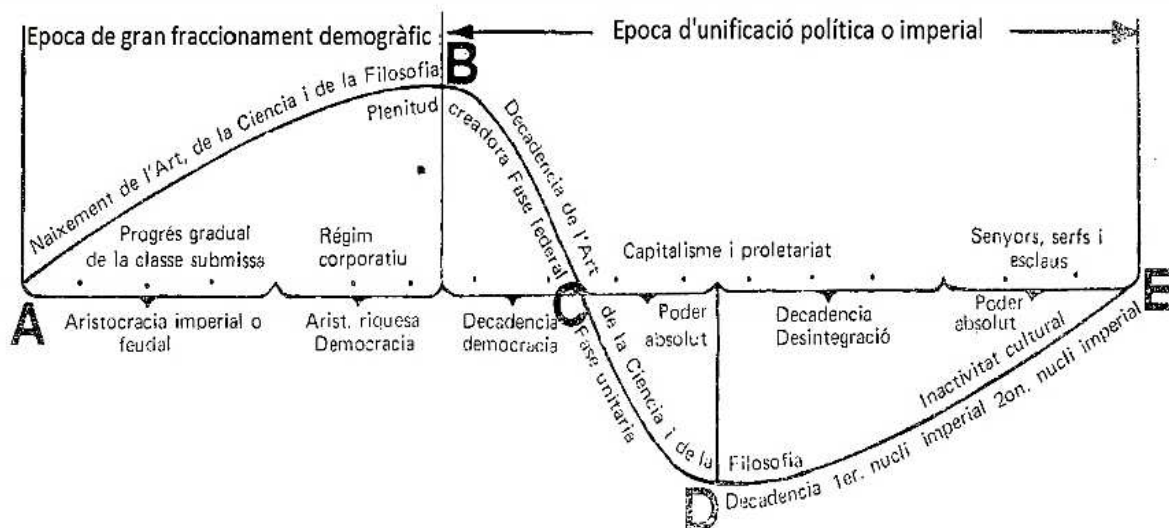 Epoca de gran fraccionament demogràfic
Epoca d'unificació política o imperial
B
Naixement de l'Art, de la Ciencia i de la Filosofia
Plenitud creadora Fase federal
Decadencia de l'Art
de la Ciencia i de la Filosofia
Progrés gradual
de la classe submissa
Régim
corporatiu
Capitalisme i proletariat
Senyors, serfs i
esclaus
A
C
E
Aristocracia imperial o
feudal
Arist. riquesa
Democracia
Decadencia
democracia
Fase unitaria
Poder
absolut
Decadencia
Desintegració
Poder
absolut
Inactivitat cultural
D
Decadencia 1er. nucli imperial 2on. nucli imperial